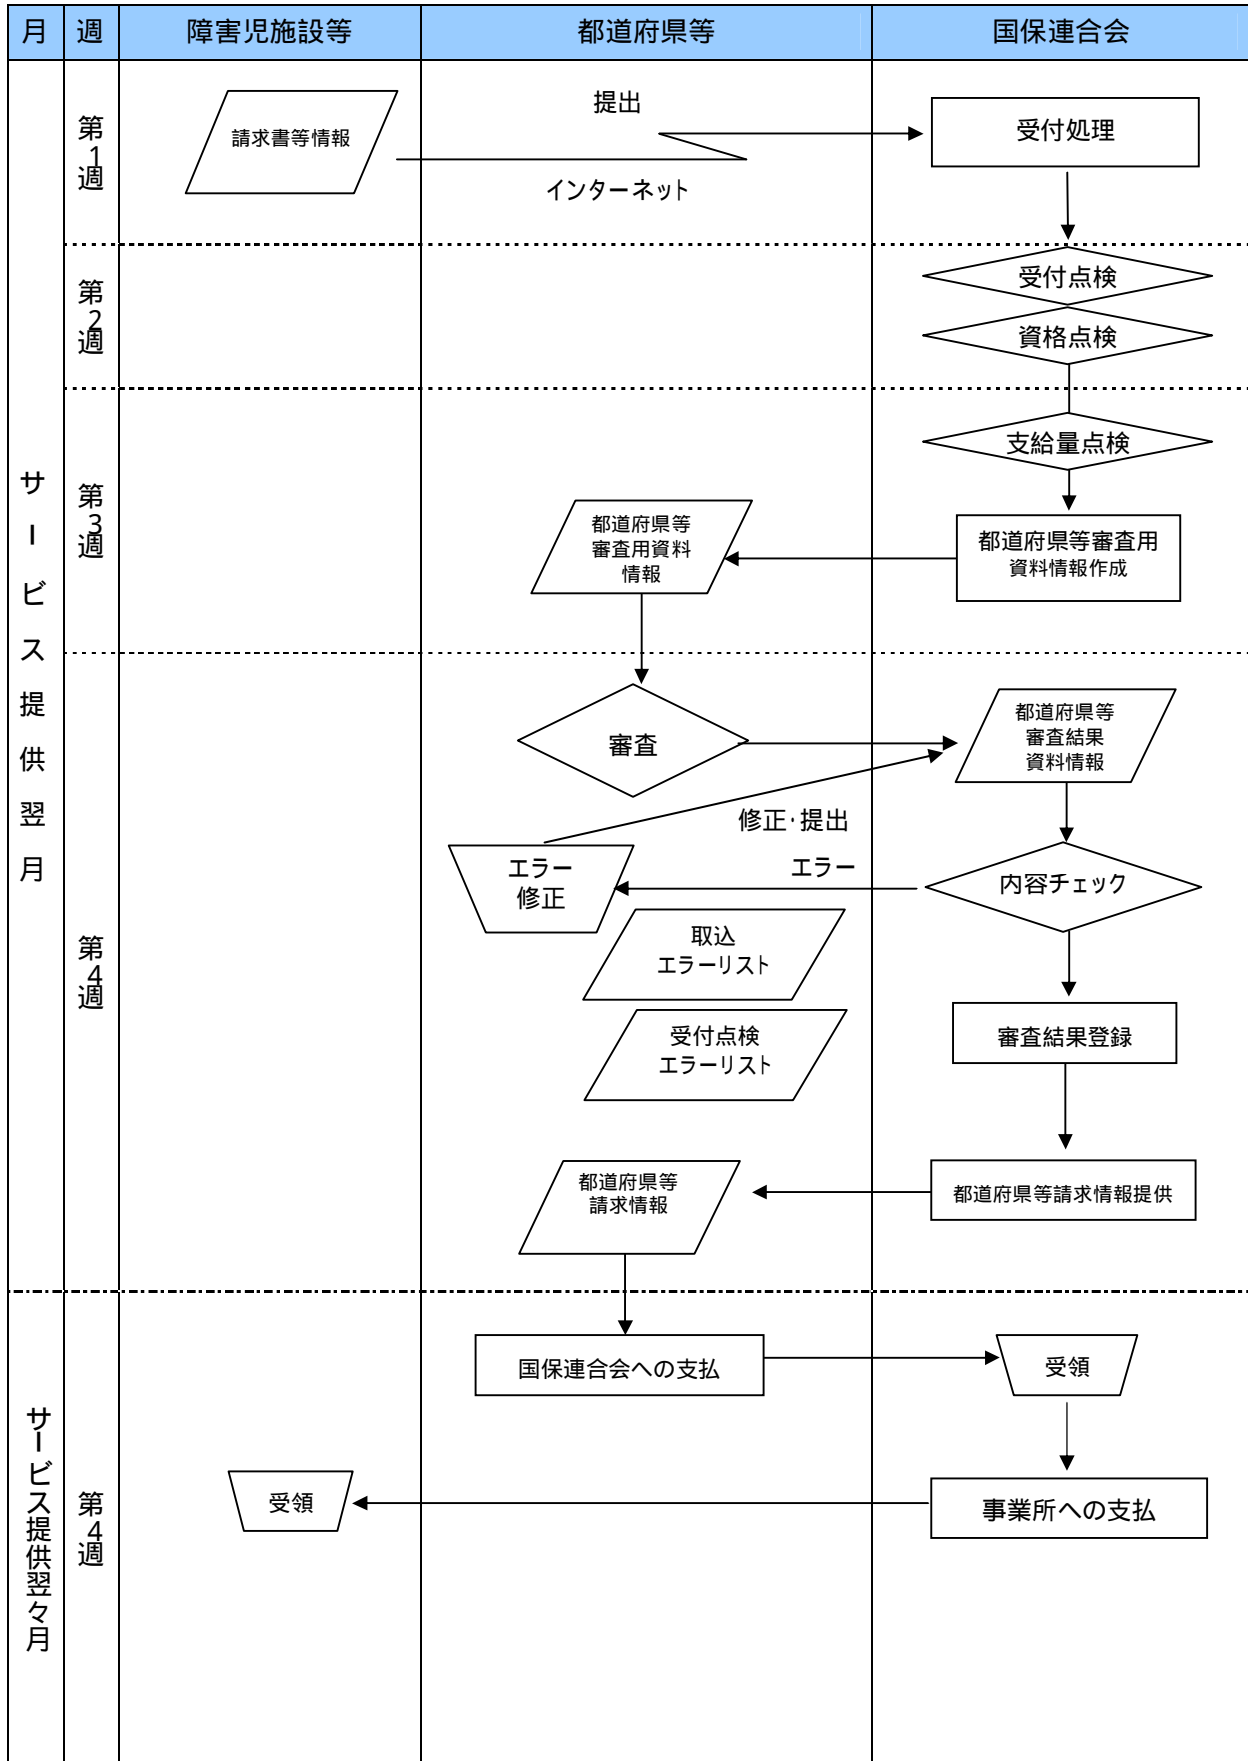 月 週 障害児施設等 都道府県等 国保連合会
サービス提供翌月
第1週
請求書等情報
提出
インターネット
受付処理
第2週
受付点検
資格点検
第3週
支給量点検
都道府県等
審査用資料
情報
都道府県等審査用
資料情報作成
第4週
審査
都道府県等
審査結果
資料情報
修正・提出
エラー
修正
エラー
内容チェック
取込
エラーリスト
審査結果登録
受付点検
エラーリスト
都道府県等
請求情報
都道府県等請求情報提供
サービス提供翌々月
第4週
国保連合会への支払
受領
受領
事業所への支払